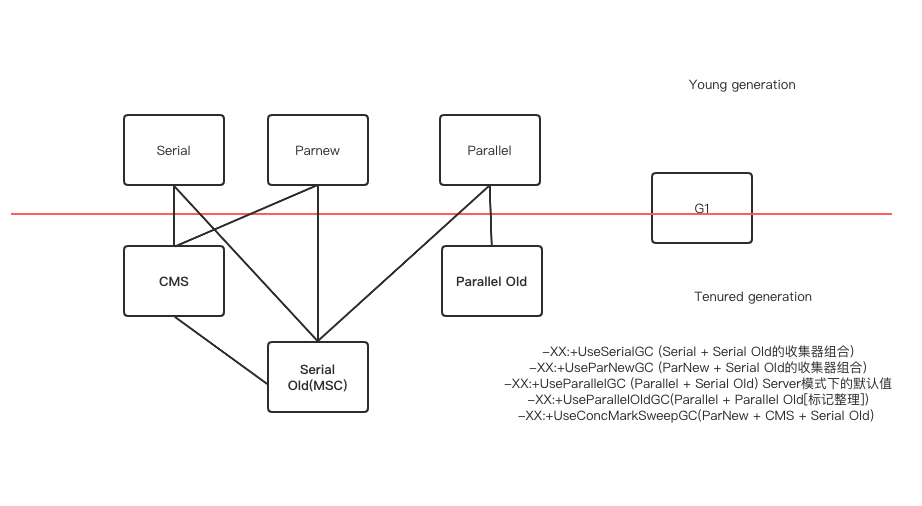 Young generation
Serial
Parnew
Parallel
G1
CMS
Parallel Old
Tenured generation
Serial
Old(MSC)
-XX:+UseSerialGC (Serial + Serial Old的收集器组合)
-XX:+UseParNewGC (ParNew + Serial Old的收集器组合)
-XX:+UseParallelGC (Parallel + Serial Old) Server模式下的默认值
-XX:+UseParallelOldGC(Parallel + Parallel Old[标记整理])
-XX:+UseConcMarkSweepGC(ParNew + CMS + Serial Old)